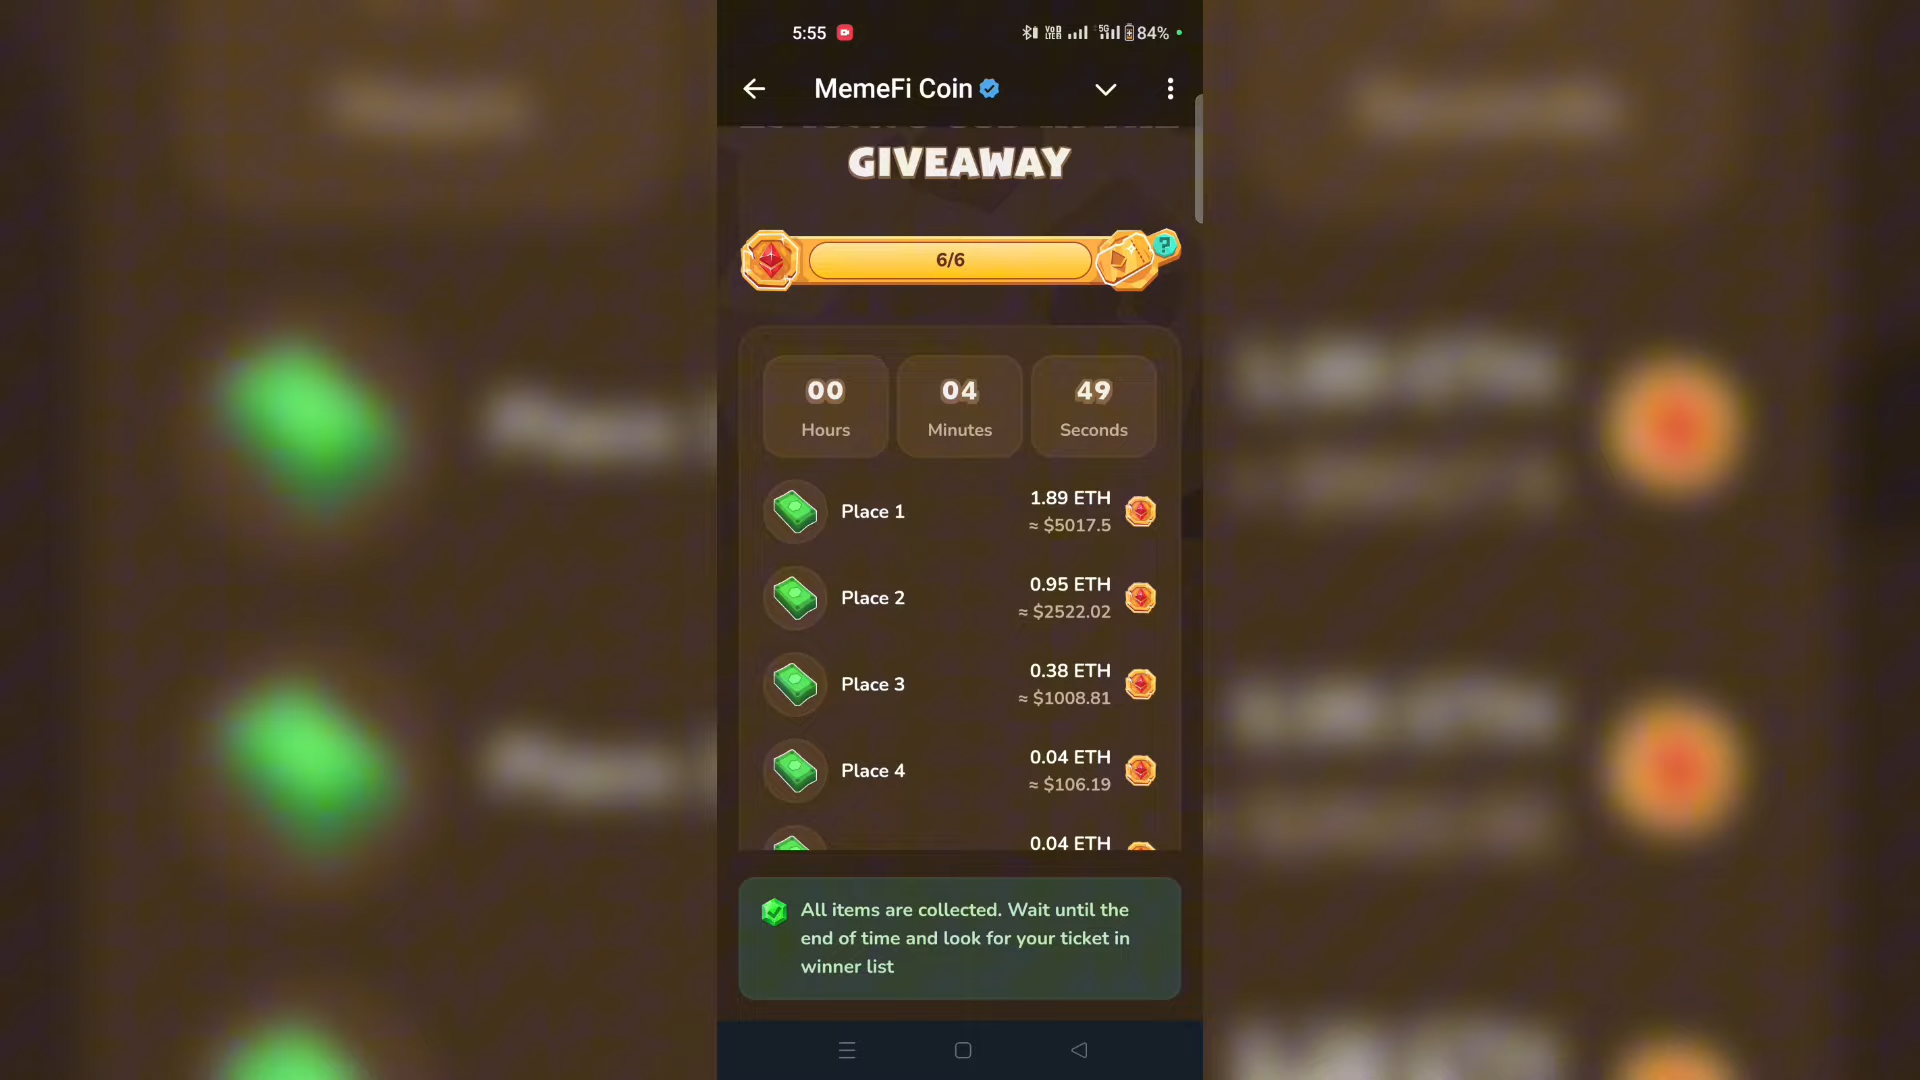 5:55 84%
MemeFi Coin
GIVEAWAY
6/6
00 04 49
Hours Minutes Seconds
Place 1
1.89 ETH
≈ $5017.5
Place 2
0.95 ETH
≈ $2522.02
Place 3
0.38 ETH
≈ $1008.81
Place 4
0.04 ETH
≈ $106.19
0.04 ETH
All items are collected. Wait until the
end of time and look for your ticket in
winner list